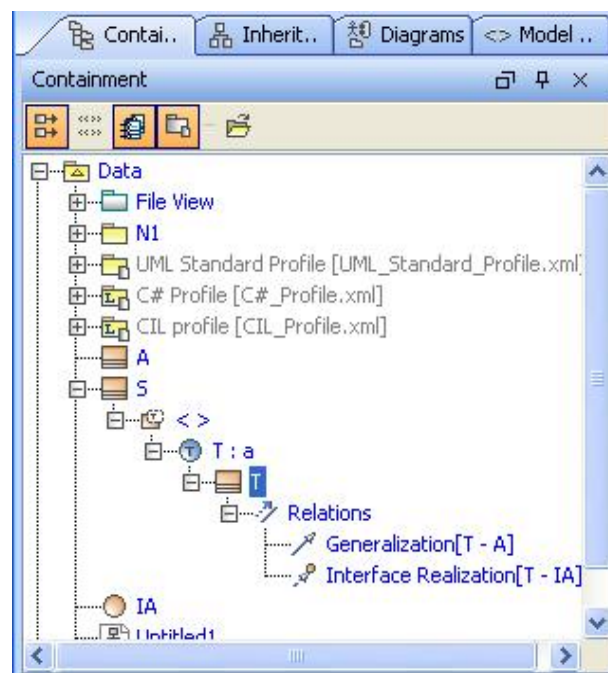 Contai.. Inherit.. Diagrams <> Model ..
Containment
Data
File View
N1
UML Standard Profile [UML_Standard_Profile.xml]
C# Profile [C#_Profile.xml]
CIL profile [CIL_Profile.xml]
A
S
< >
T : a
T
Relations
Generalization[T - A]
Interface Realization[T - IA]
IA
Untitled1